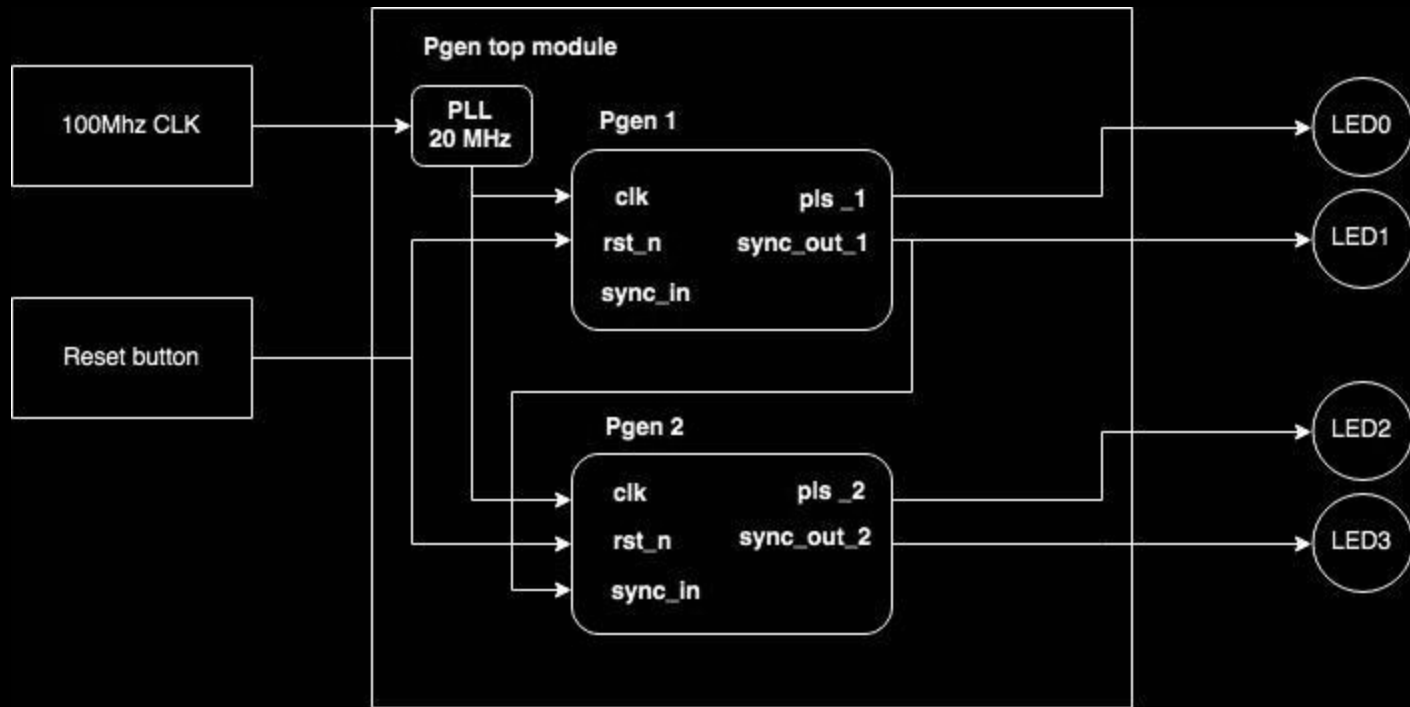 Pgen top module
100Mhz CLK
PLL
20 MHz
Pgen 1
LED0
clk
pls _1
rst_n
sync_out_1
LED1
sync_in
Reset button
Pgen 2
LED2
clk
pls _2
rst_n
sync_out_2
LED3
sync_in